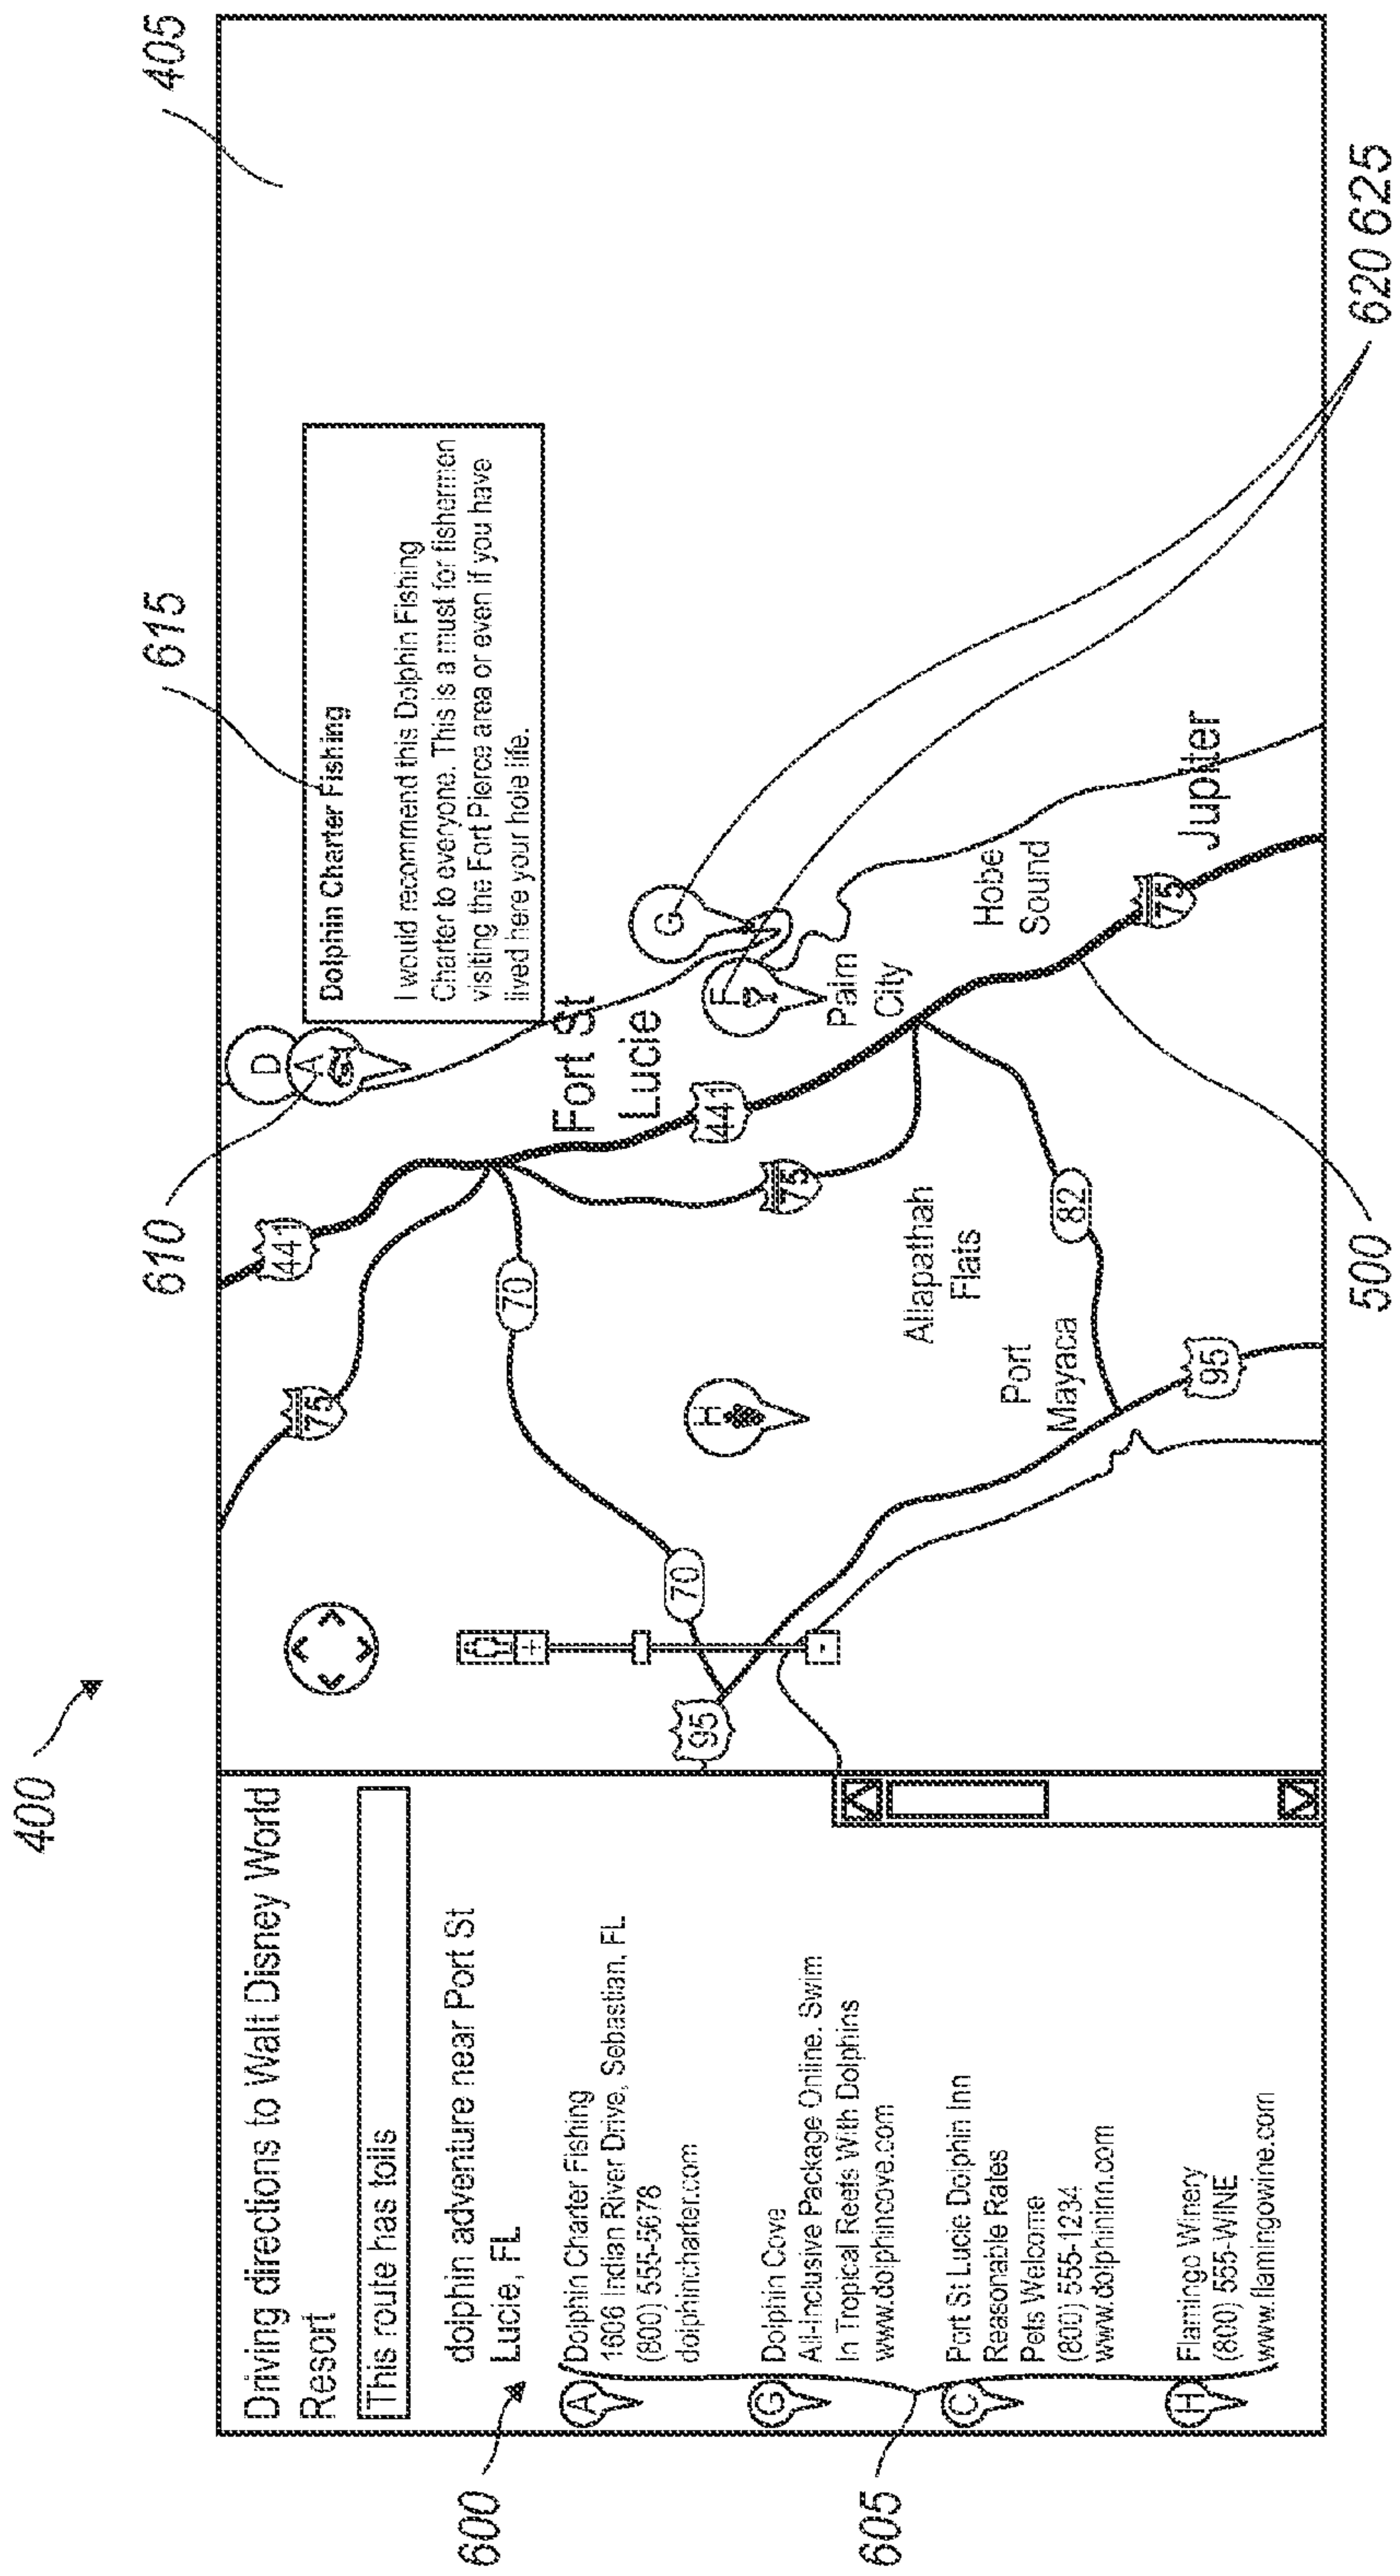 400
405
Driving directions to Walt Disney World
Resort
This route has tolls
600
dolphin adventure near Port St
Lucie, FL
605
A
Dolphin Charter Fishing
1606 Indian River Drive, Sebastian, FL
(800) 555-5678
dolphincharter.com
G
Dolphin Cove
All-Inclusive Package Online. Swim
In Tropical Reefs With Dolphins
www.dolphincove.com
C
Port St Lucie Dolphin Inn
Reasonable Rates
Pets Welcome
(800) 555-1234
www.dolphininn.com
H
Flamingo Winery
(800) 555-WINE
www.flamingowine.com
610
615
D
A
Dolphin Charter Fishing
I would recommend this Dolphin Fishing
Charter to everyone. This is a must for fishermen
visiting the Fort Pierce area or even if you have
lived here your hole life.
75
441
+
-
70
70
95
H
Fort St
Lucie
441
75
G
F
Palm
City
Allapathah
Flats
Hobe
Sound
Port
Mayaca
82
95
75
Jupiter
500
620
625